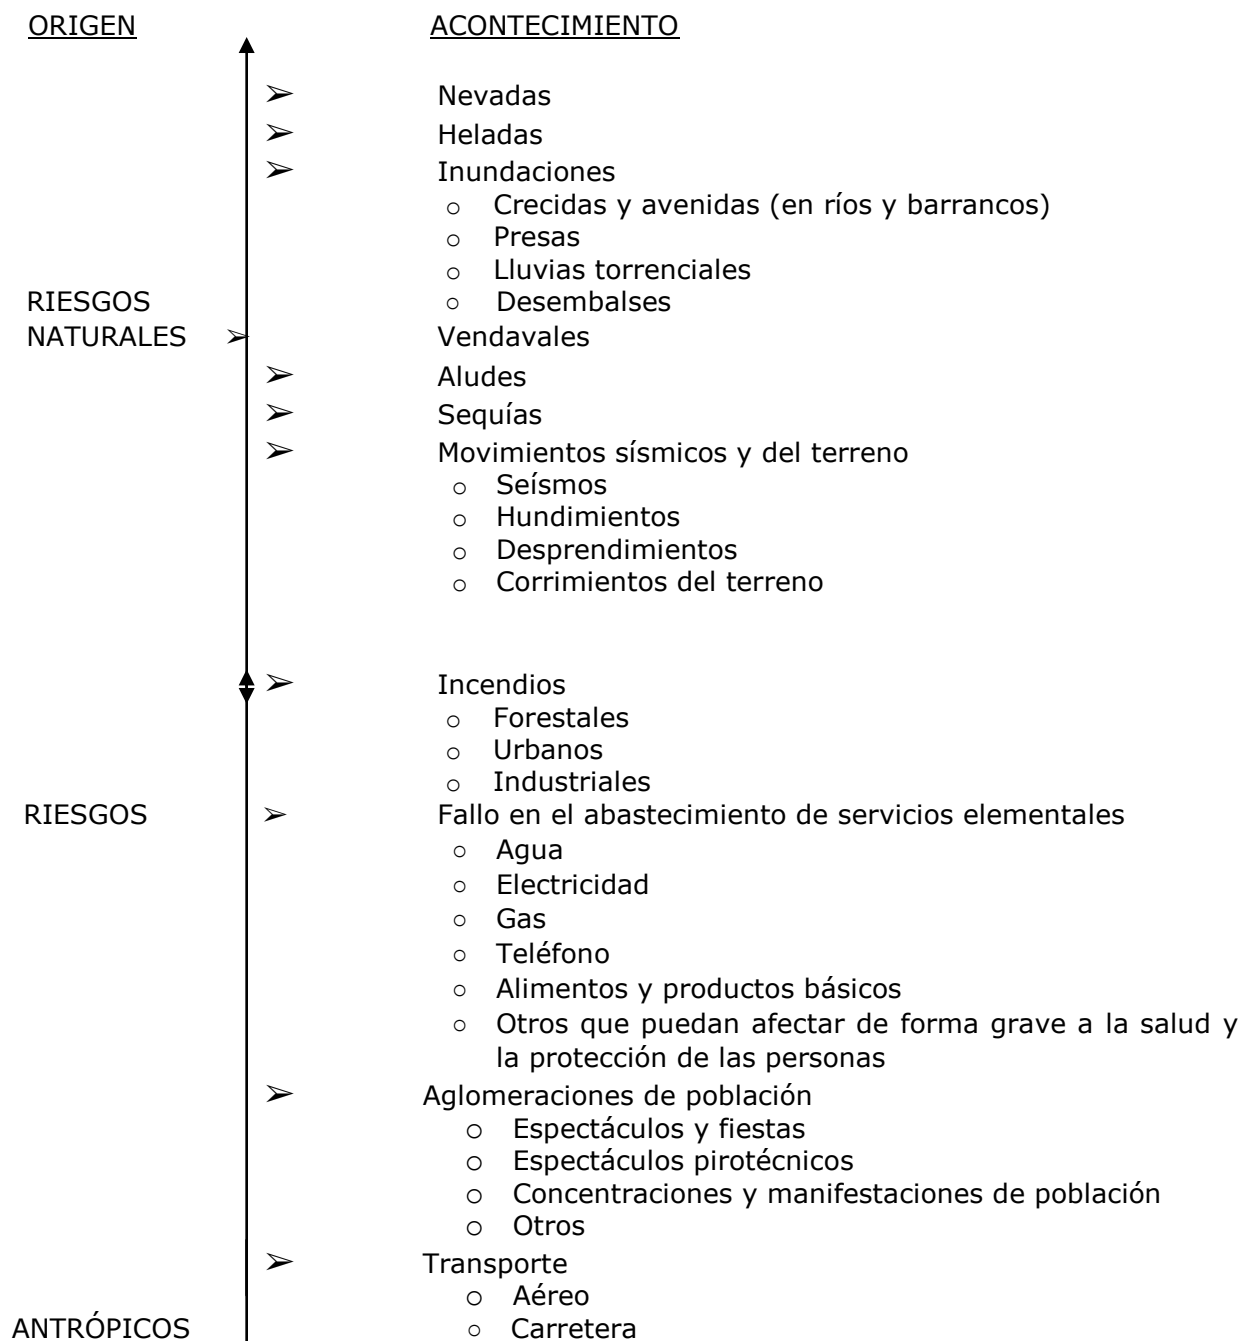 ORIGEN ACONTECIMIENTO
➢ Nevadas
➢ Heladas
➢ Inundaciones
o Crecidas y avenidas (en ríos y barrancos)
o Presas
o Lluvias torrenciales
RIESGOS o Desembalses
NATURALES ➢ Vendavales
➢ Aludes
➢ Sequías
➢ Movimientos sísmicos y del terreno
o Seísmos
o Hundimientos
o Desprendimientos
o Corrimientos del terreno
➢ Incendios
o Forestales
o Urbanos
o Industriales
RIESGOS ➢ Fallo en el abastecimiento de servicios elementales
o Agua
o Electricidad
o Gas
o Teléfono
o Alimentos y productos básicos
o Otros que puedan afectar de forma grave a la salud y
la protección de las personas
➢ Aglomeraciones de población
o Espectáculos y fiestas
o Espectáculos pirotécnicos
o Concentraciones y manifestaciones de población
o Otros
➢ Transporte
o Aéreo
ANTRÓPICOS o Carretera